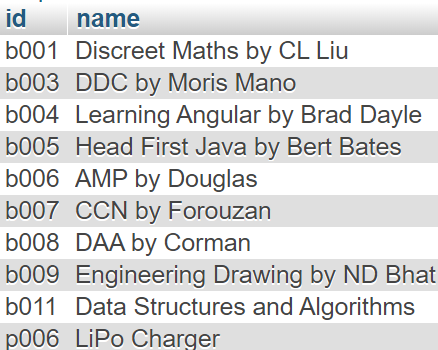 id name
b001 Discreet Maths by CL Liu
b003 DDC by Moris Mano
b004 Learning Angular by Brad Dayle
b005 Head First Java by Bert Bates
b006 AMP by Douglas
b007 CCN by Forouzan
b008 DAA by Corman
b009 Engineering Drawing by ND Bhat
b011 Data Structures and Algorithms
p006 LiPo Charger